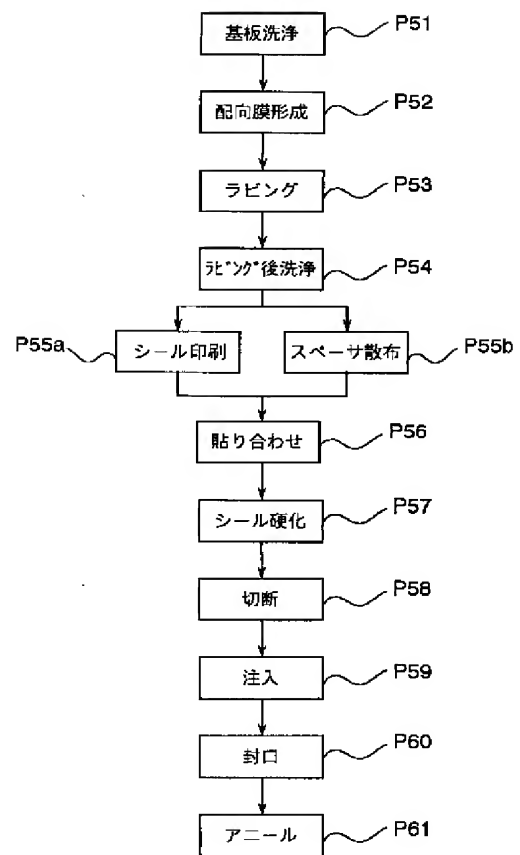 基板洗浄 P51
配向膜形成 P52
ラビング P53
ﾗﾋﾞﾝｸﾞ後洗浄 P54
P55a シール印刷 スペーサ散布 P55b
貼り合わせ P56
シール硬化 P57
切断 P58
注入 P59
封口 P60
アニール P61